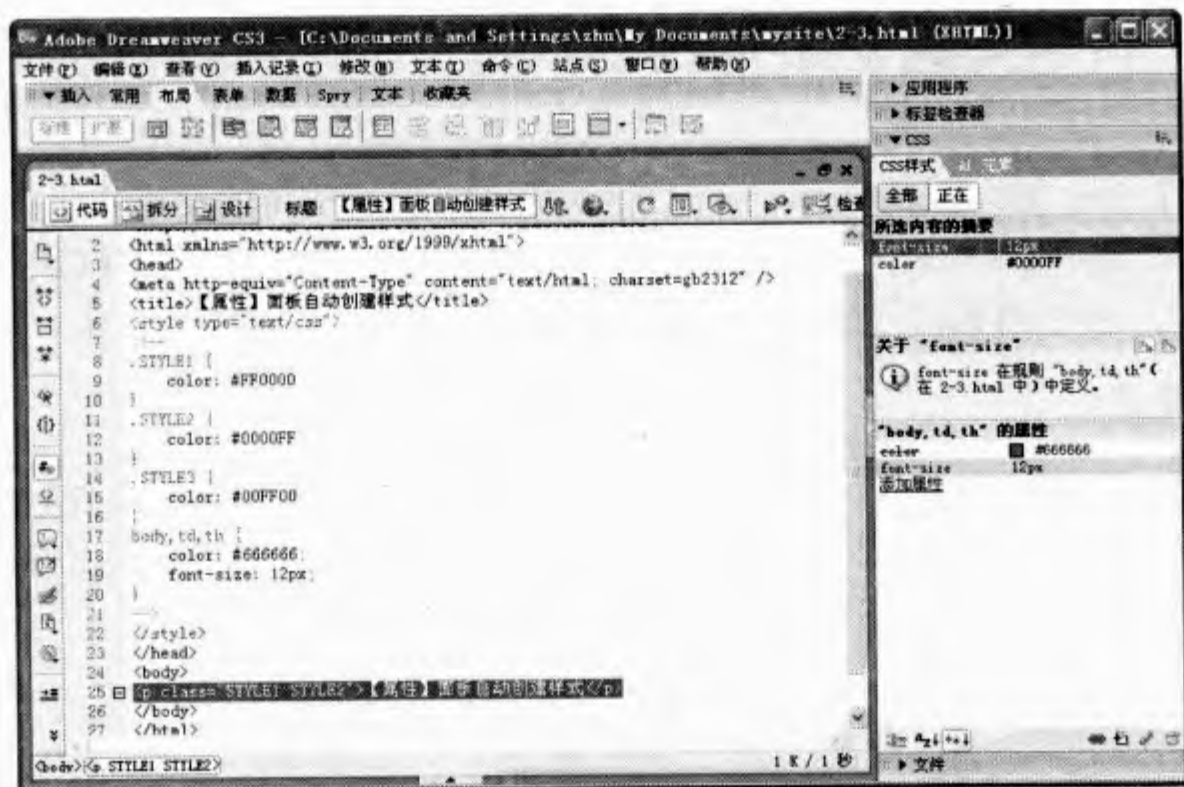 Adobe Dreamweaver CS3 - [C:\Documents and Settings\zhu\My Documents\mysite\2-3.html (XHTML)]
文件(F) 编辑(E) 查看(V) 插入记录(I) 修改(M) 文本(T) 命令(C) 站点(S) 窗口(W) 帮助(H)
▼插入 常用 布局 表单 数据 Spry 文本 收藏夹
标准 扩展
2-3.html
代码 拆分 设计 标题: 【属性】面板自动创建样式 检查
2 <html xmlns="http://www.w3.org/1999/xhtml">
3 <head>
4 <meta http-equiv="Content-Type" content="text/html; charset=gb2312" />
5 <title>【属性】面板自动创建样式</title>
6 <style type="text/css">
7 <!--
8 .STYLE1 {
9 color: #FF0000
10 }
11 .STYLE2 {
12 color: #0000FF
13 }
14 .STYLE3 {
15 color: #00FF00
16 }
17 body,td,th {
18 color: #666666;
19 font-size: 12px;
20 }
21 -->
22 </style>
23 </head>
24 <body>
25 <p class="STYLE1 STYLE2">【属性】面板自动创建样式</p>
26 </body>
27 </html>
<body><p.STYLE1 STYLE2> 1 K / 1 秒
▶应用程序
▶标签检查器
▼CSS
CSS样式 AP 元素
全部 正在
所选内容的摘要
font-size 12px
color #0000FF
关于 "font-size"
font-size 在规则 "body,td,th"(
在 2-3.html 中)中定义。
"body,td,th" 的属性
color #666666
font-size 12px
添加属性
▶文件